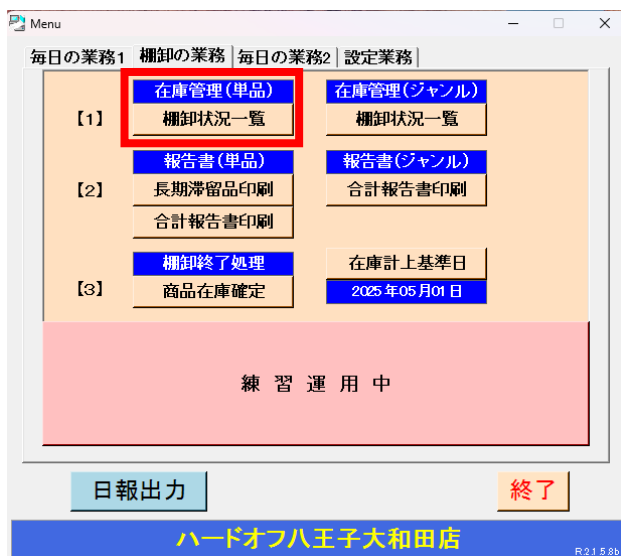 Menu
毎日の業務1 棚卸の業務 毎日の業務2 設定業務
在庫管理(単品) 在庫管理(ジャンル)
【1】 棚卸状況一覧 棚卸状況一覧
報告書(単品) 報告書(ジャンル)
【2】 長期滞留品印刷 合計報告書印刷
合計報告書印刷
棚卸終了処理 在庫計上基準日
【3】 商品在庫確定 2025年05月01日
練習運用中
日報出力 終了
ハードオフ八王子大和田店
R.2.1.5.8b